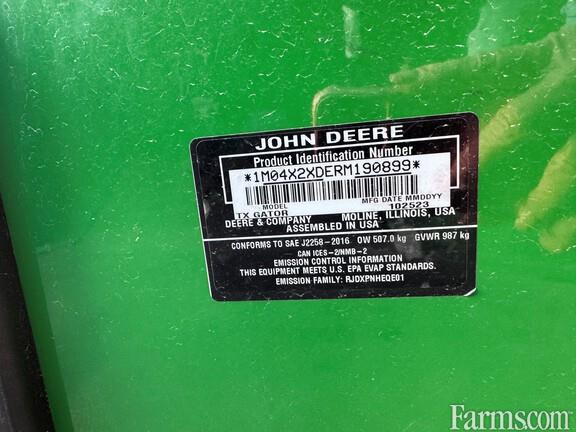 JOHN DEERE
Product Identification Number
*1M04X2XDERM190899*
MODEL MFG DATE MMDDYY
TX GATOR 102523
DEERE & COMPANY MOLINE, ILLINOIS, USA
ASSEMBLED IN USA
CONFORMS TO SAE J2258-2016 OW 507.0 kg GVWR 987 kg
CAN ICES-2/NMB-2
EMISSION CONTROL INFORMATION
THIS EQUIPMENT MEETS U.S. EPA EVAP STANDARDS.
EMISSION FAMILY: RJDXPNHEQE01
Farms.com